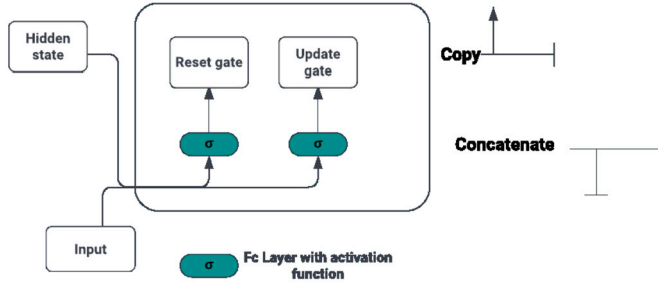 Hidden
state
Reset gate
Update
gate
Copy
σ
σ
Concatenate
Input
σ
Fc Layer with activation
function